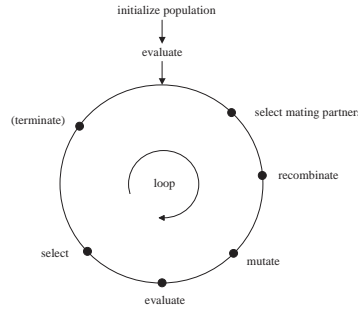 initialize population
evaluate
(terminate)
select mating partners
loop
recombinate
select
mutate
evaluate